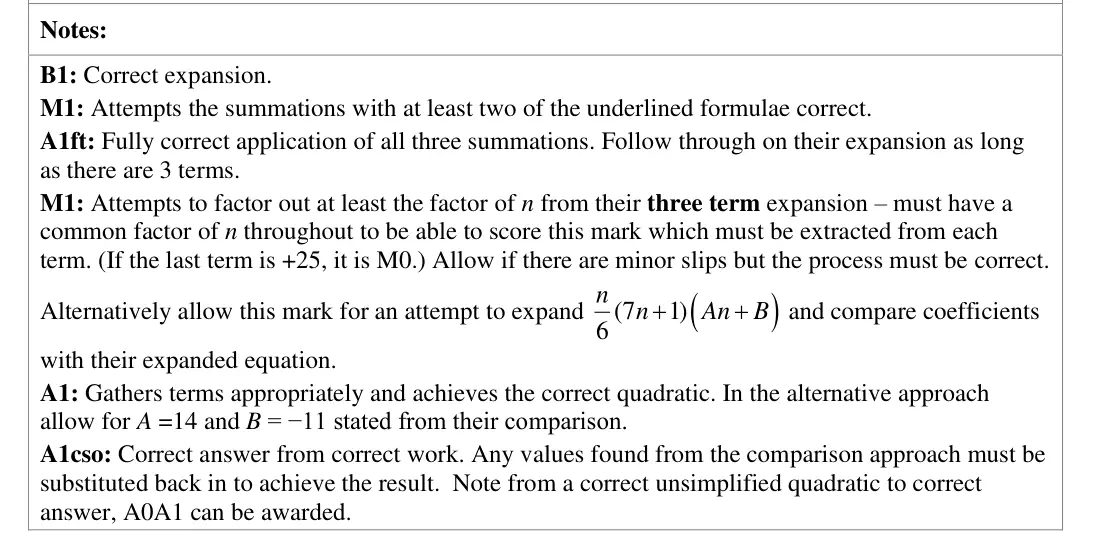 Notes:
B1: Correct expansion.
M1: Attempts the summations with at least two of the underlined formulae correct.
A1ft: Fully correct application of all three summations. Follow through on their expansion as long
as there are 3 terms.
M1: Attempts to factor out at least the factor of n from their three term expansion – must have a
common factor of n throughout to be able to score this mark which must be extracted from each
term. (If the last term is +25, it is M0.) Allow if there are minor slips but the process must be correct.
Alternatively allow this mark for an attempt to expand n/6 (7n+1)(An+B) and compare coefficients
with their expanded equation.
A1: Gathers terms appropriately and achieves the correct quadratic. In the alternative approach
allow for A =14 and B = −11 stated from their comparison.
A1cso: Correct answer from correct work. Any values found from the comparison approach must be
substituted back in to achieve the result.  Note from a correct unsimplified quadratic to correct
answer, A0A1 can be awarded.